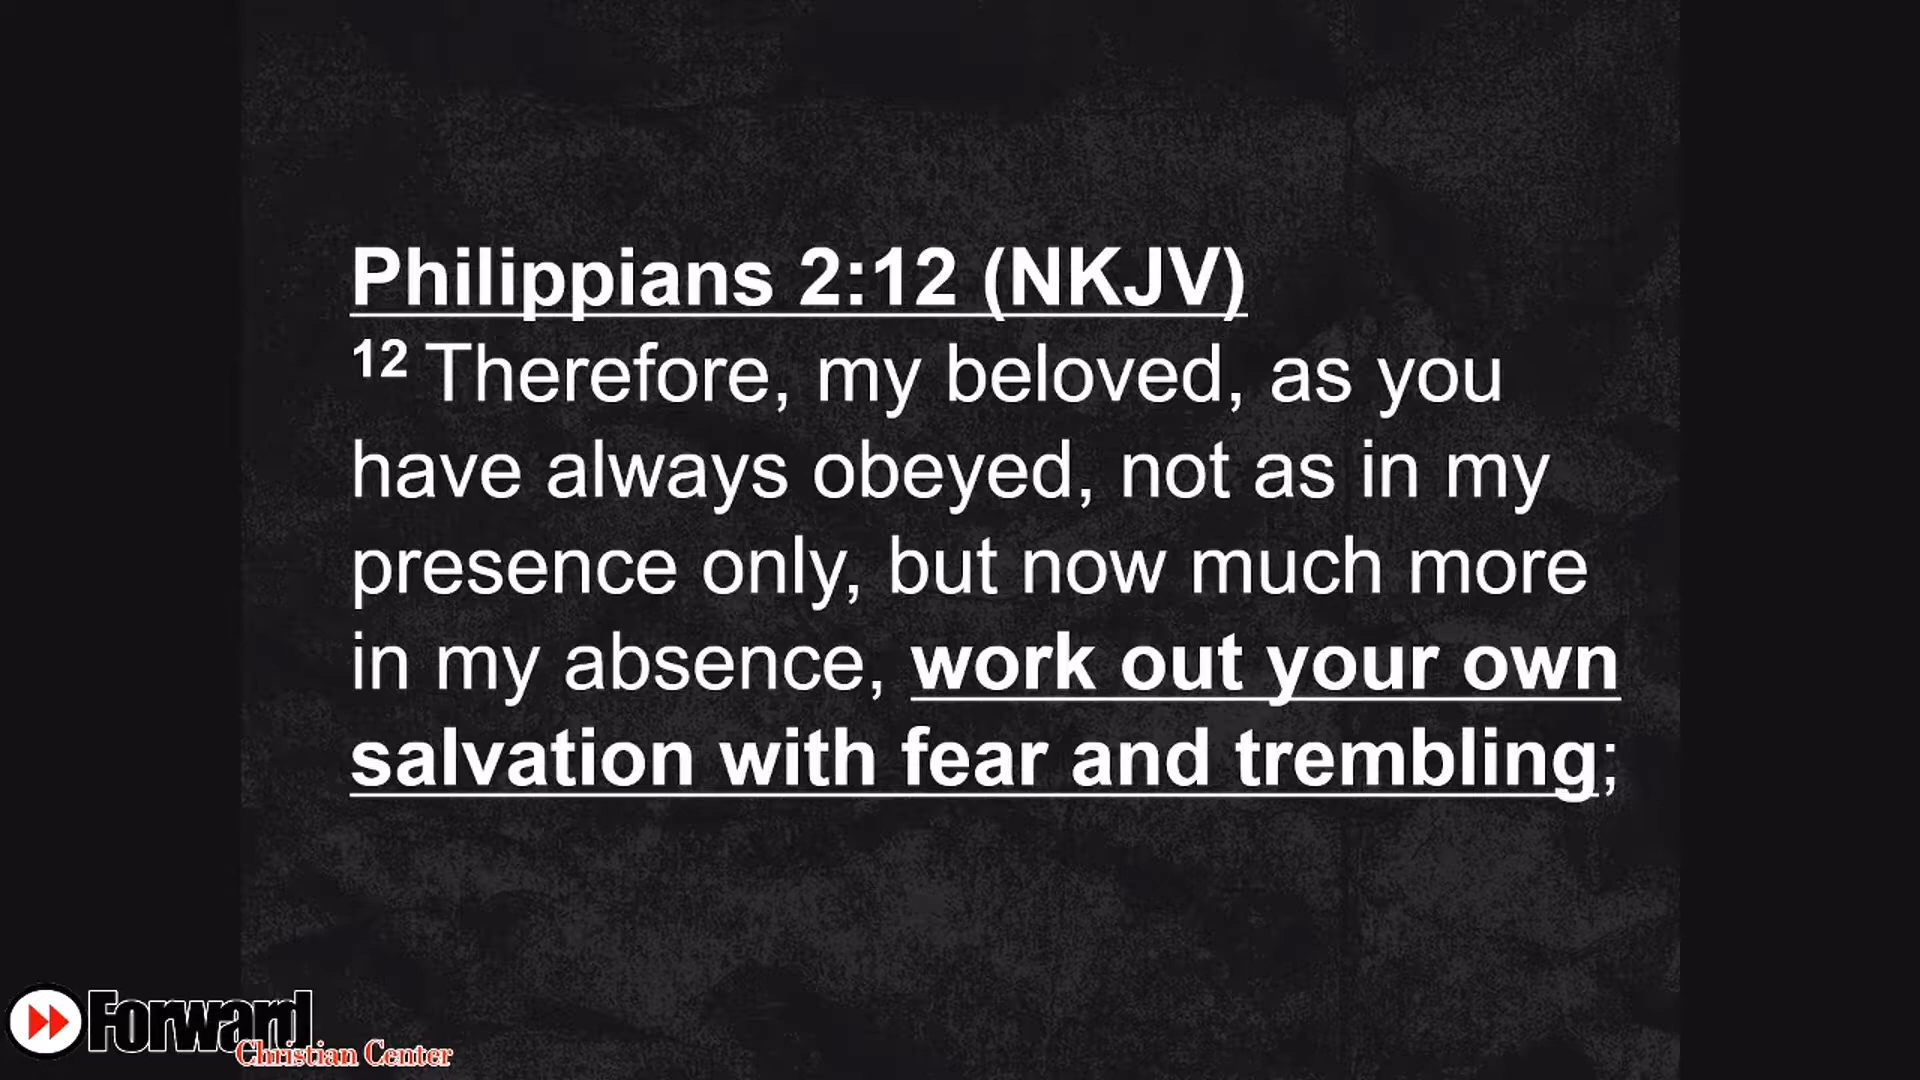 Philippians 2:12 (NKJV)
12 Therefore, my beloved, as you
have always obeyed, not as in my
presence only, but now much more
in my absence, work out your own
salvation with fear and trembling;
Forward
Christian Center